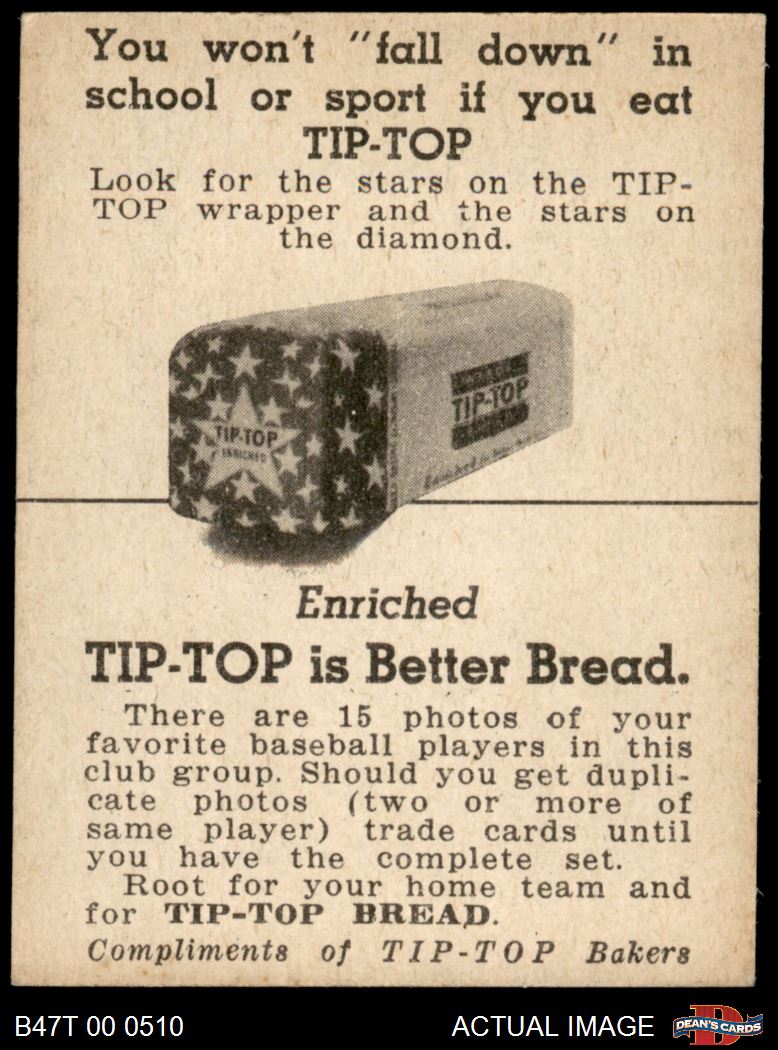 You won't "fall down" in
school or sport if you eat
TIP-TOP
Look for the stars on the TIP-
TOP wrapper and the stars on
the diamond.
TIP-TOP
ENRICHED
TIP-TOP
Enriched
Enriched
TIP-TOP is Better Bread.
There are 15 photos of your
favorite baseball players in this
club group. Should you get dupli-
cate photos (two or more of
same player) trade cards until
you have the complete set.
Root for your home team and
for TIP-TOP BREAD.
Compliments of TIP-TOP Bakers
B47T 00 0510
ACTUAL IMAGE
DEAN'S CARDS